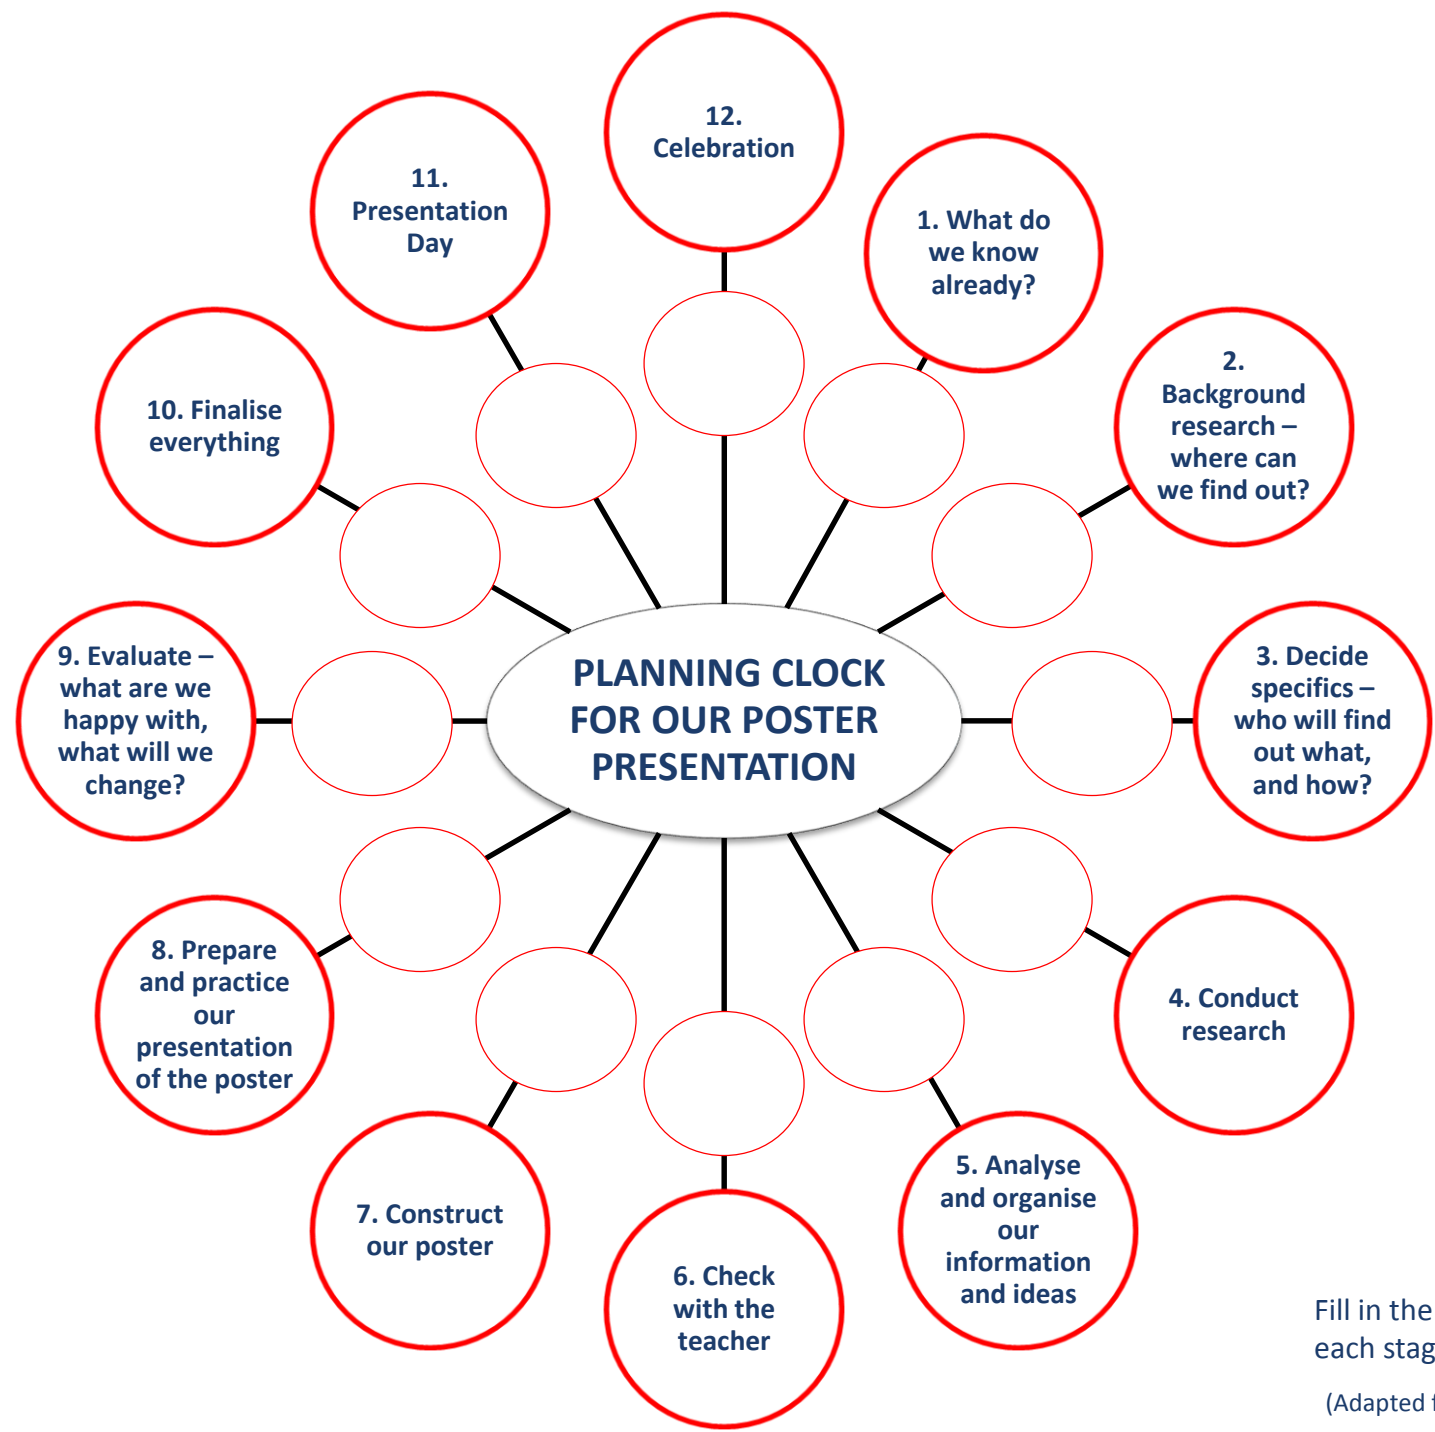 PLANNING CLOCK
FOR OUR POSTER
PRESENTATION
1. What do
we know
already?
2.
Background
research –
where can
we find out?
3. Decide
specifics –
who will find
out what,
and how?
4. Conduct
research
5. Analyse
and organise
our
information
and ideas
6. Check
with the
teacher
7. Construct
our poster
8. Prepare
and practice
our
presentation
of the poster
9. Evaluate –
what are we
happy with,
what will we
change?
10. Finalise
everything
11.
Presentation
Day
12.
Celebration
Fill in the
each
(Adapted